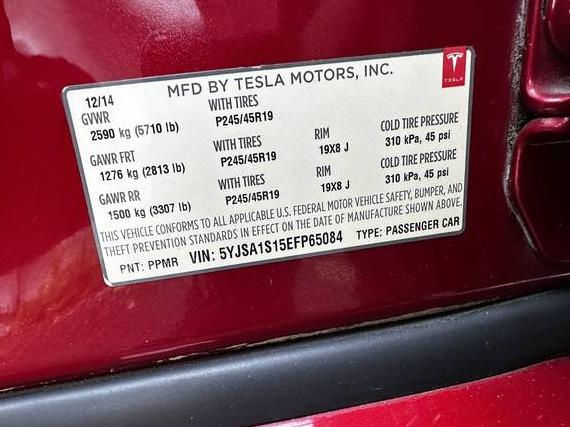 MFD BY TESLA MOTORS, INC.
TESLA
12/14
GVWR WITH TIRES
2590 kg (5710 lb) P245/45R19
GAWR FRT WITH TIRES RIM COLD TIRE PRESSURE
1276 kg (2813 lb) P245/45R19 19X8 J 310 kPa, 45 psi
GAWR RR WITH TIRES RIM COLD TIRE PRESSURE
1500 kg (3307 lb) P245/45R19 19X8 J 310 kPa, 45 psi
THIS VEHICLE CONFORMS TO ALL APPLICABLE U.S. FEDERAL MOTOR VEHICLE SAFETY, BUMPER, AND
THEFT PREVENTION STANDARDS IN EFFECT ON THE DATE OF MANUFACTURE SHOWN ABOVE.
PNT: PPMR VIN: 5YJSA1S15EFP65084 TYPE: PASSENGER CAR